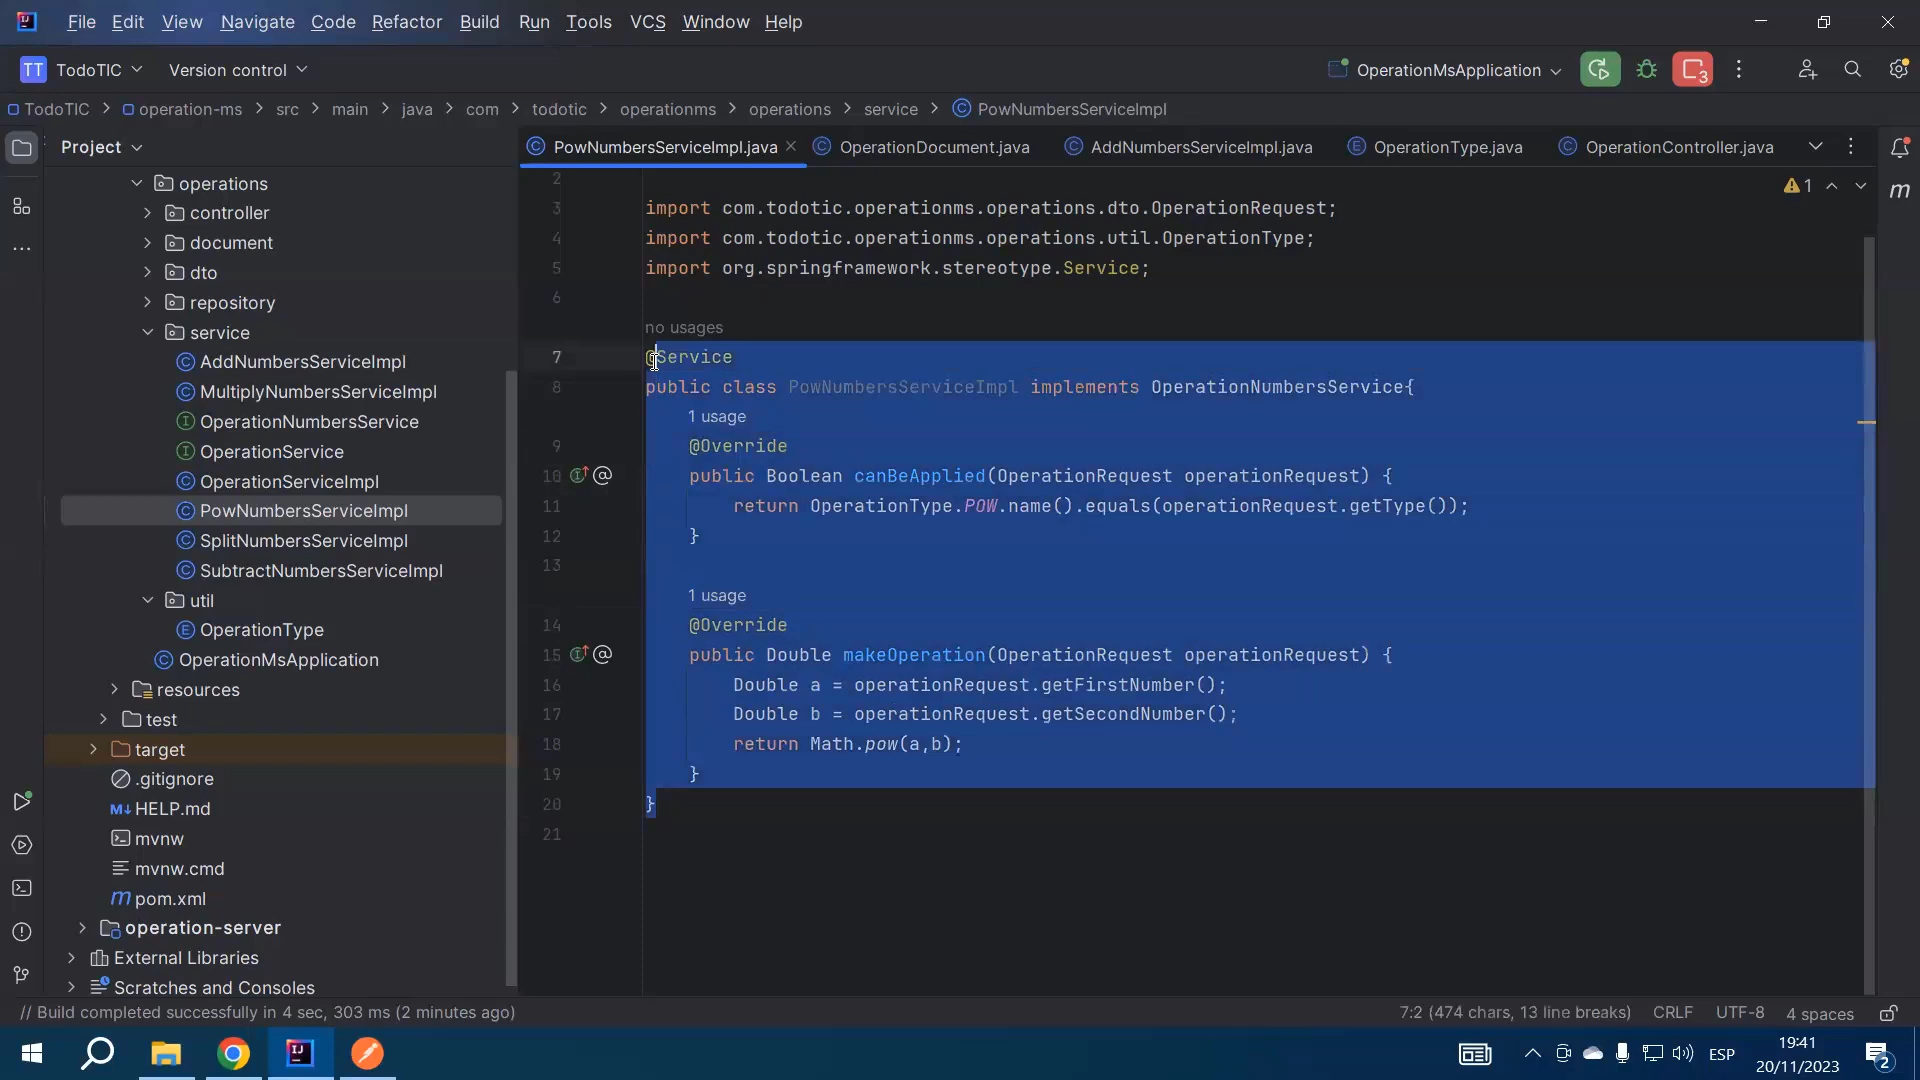 File Edit View Navigate Code Refactor Build Run Tools VCS Window Help
TT TodoTIC Version control OperationMsApplication 3
TodoTIC > operation-ms > src > main > java > com > todotic > operationms > operations > service > PowNumbersServiceImpl
Project
PowNumbersServiceImpl.java OperationDocument.java AddNumbersServiceImpl.java OperationType.java OperationController.java
operations
controller
document
dto
repository
service
AddNumbersServiceImpl
MultiplyNumbersServiceImpl
OperationNumbersService
OperationService
OperationServiceImpl
PowNumbersServiceImpl
SplitNumbersServiceImpl
SubtractNumbersServiceImpl
util
OperationType
OperationMsApplication
resources
test
target
.gitignore
HELP.md
mvnw
mvnw.cmd
pom.xml
operation-server
External Libraries
Scratches and Consoles
1
2
3 import com.todotic.operationms.operations.dto.OperationRequest;
4 import com.todotic.operationms.operations.util.OperationType;
5 import org.springframework.stereotype.Service;
6
no usages
7 @Service
8 public class PowNumbersServiceImpl implements OperationNumbersService{
1 usage
9 @Override
10 public Boolean canBeApplied(OperationRequest operationRequest) {
11 return OperationType.POW.name().equals(operationRequest.getType());
12 }
13
1 usage
14 @Override
15 public Double makeOperation(OperationRequest operationRequest) {
16 Double a = operationRequest.getFirstNumber();
17 Double b = operationRequest.getSecondNumber();
18 return Math.pow(a,b);
19 }
20 }
21
// Build completed successfully in 4 sec, 303 ms (2 minutes ago) 7:2 (474 chars, 13 line breaks) CRLF UTF-8 4 spaces
ESP 19:41
20/11/2023
2